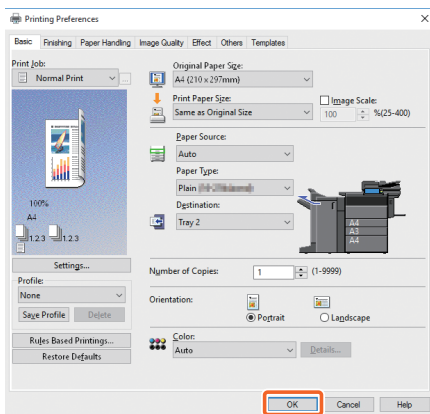 Printing Preferences
Basic Finishing Paper Handling Image Quality Effect Others Templates
Print Job:
Normal Print
...
100%
A4
1.2.3 1.2.3
Settings...
Profile:
None
Save Profile Delete
Rules Based Printings...
Restore Defaults
Original Paper Size:
A4 (210 x 297mm)
Print Paper Size:
Same as Original Size
Image Scale:
100 %(25-400)
Paper Source:
Auto
Paper Type:
Plain
Destination:
Tray 2
A4
A3
A4
Number of Copies: 1 (1-9999)
Orientation:
Portrait Landscape
Color:
Auto Details...
OK Cancel Help